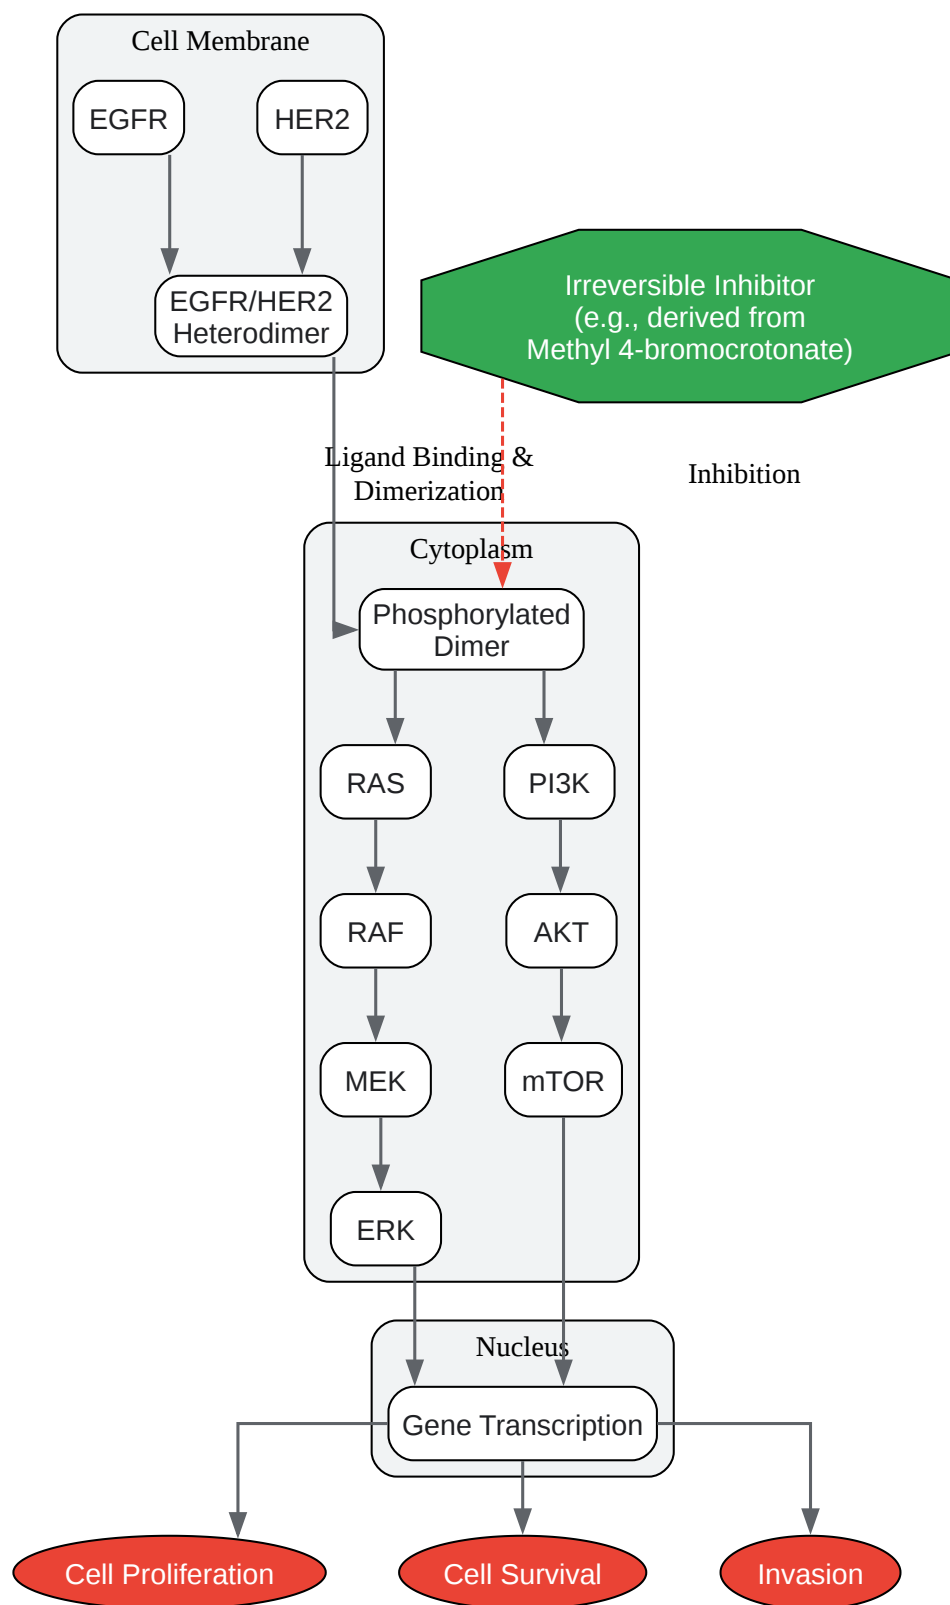 Cell Membrane
EGFR
HER2
EGFR/HER2
Heterodimer
Irreversible Inhibitor
(e.g., derived from
Methyl 4-bromocrotonate)
Ligand Binding &
Dimerization
Inhibition
Cytoplasm
Phosphorylated
Dimer
RAS
PI3K
RAF
AKT
MEK
mTOR
ERK
Nucleus
Gene Transcription
Cell Proliferation
Cell Survival
Invasion